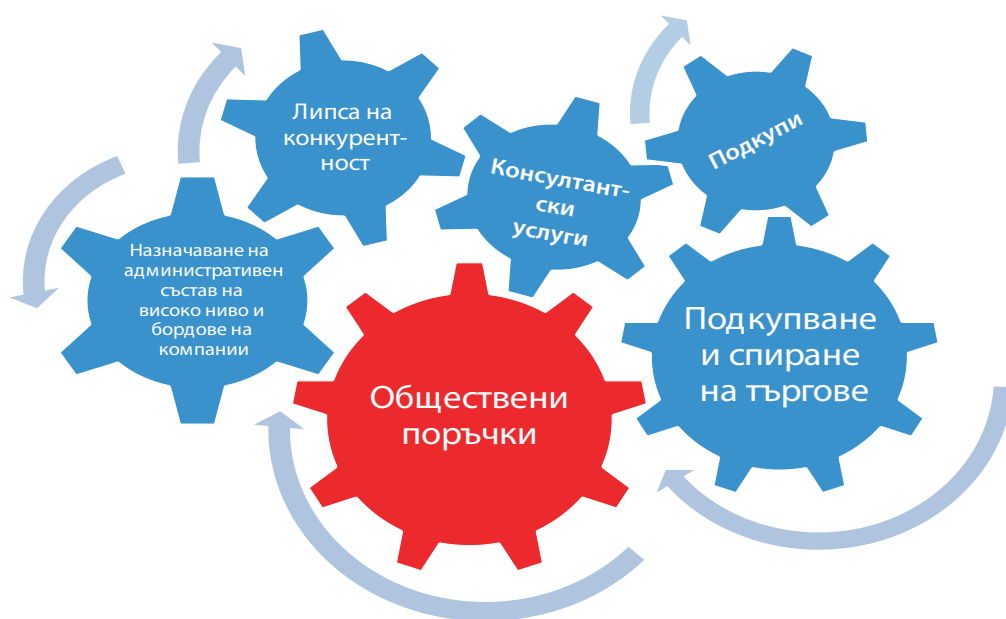 Липса на
конкурент-
ност
Подкупи
Консултант-
ски
услуги
Назначаване на
административен
състав на
високо ниво и
бордове на
компании
Подкупване
и спиране
на търгове
Обществени
поръчки